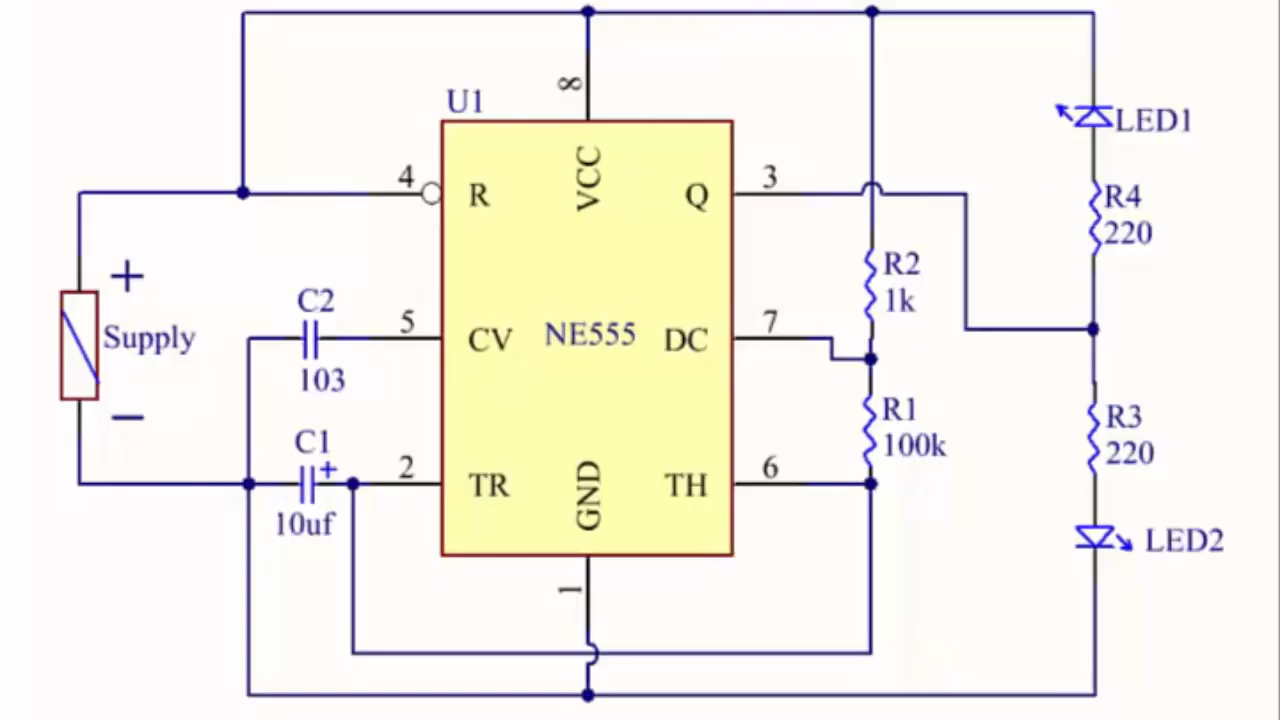 U1
8
VCC
LED1
4
R
Q
3
R4
220
+
R2
1k
Supply
C2
103
5
CV
NE555
DC
7
−
C1
+
10uf
2
TR
GND
TH
6
R1
100k
R3
220
1
LED2